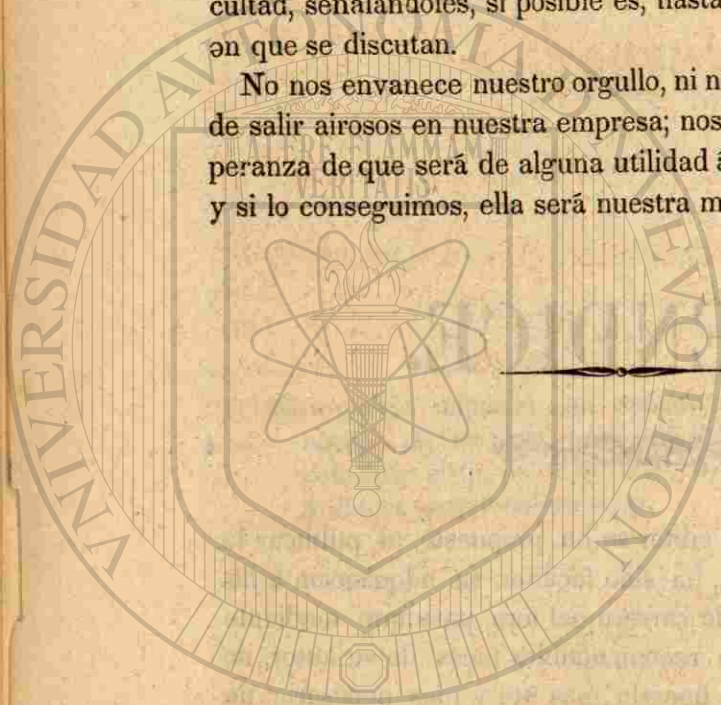 cultad, señalándoles, si posible es, hasta
en que se discutan.
No nos envanece nuestro orgullo, ni n
de salir airosos en nuestra empresa; nos
peranza de que será de alguna utilidad á
y si lo conseguimos, ella será nuestra m
UNIVERSIDAD AUTONOMA DE NUEVO LEON
ALERE FLAMMAM
VERITATIS